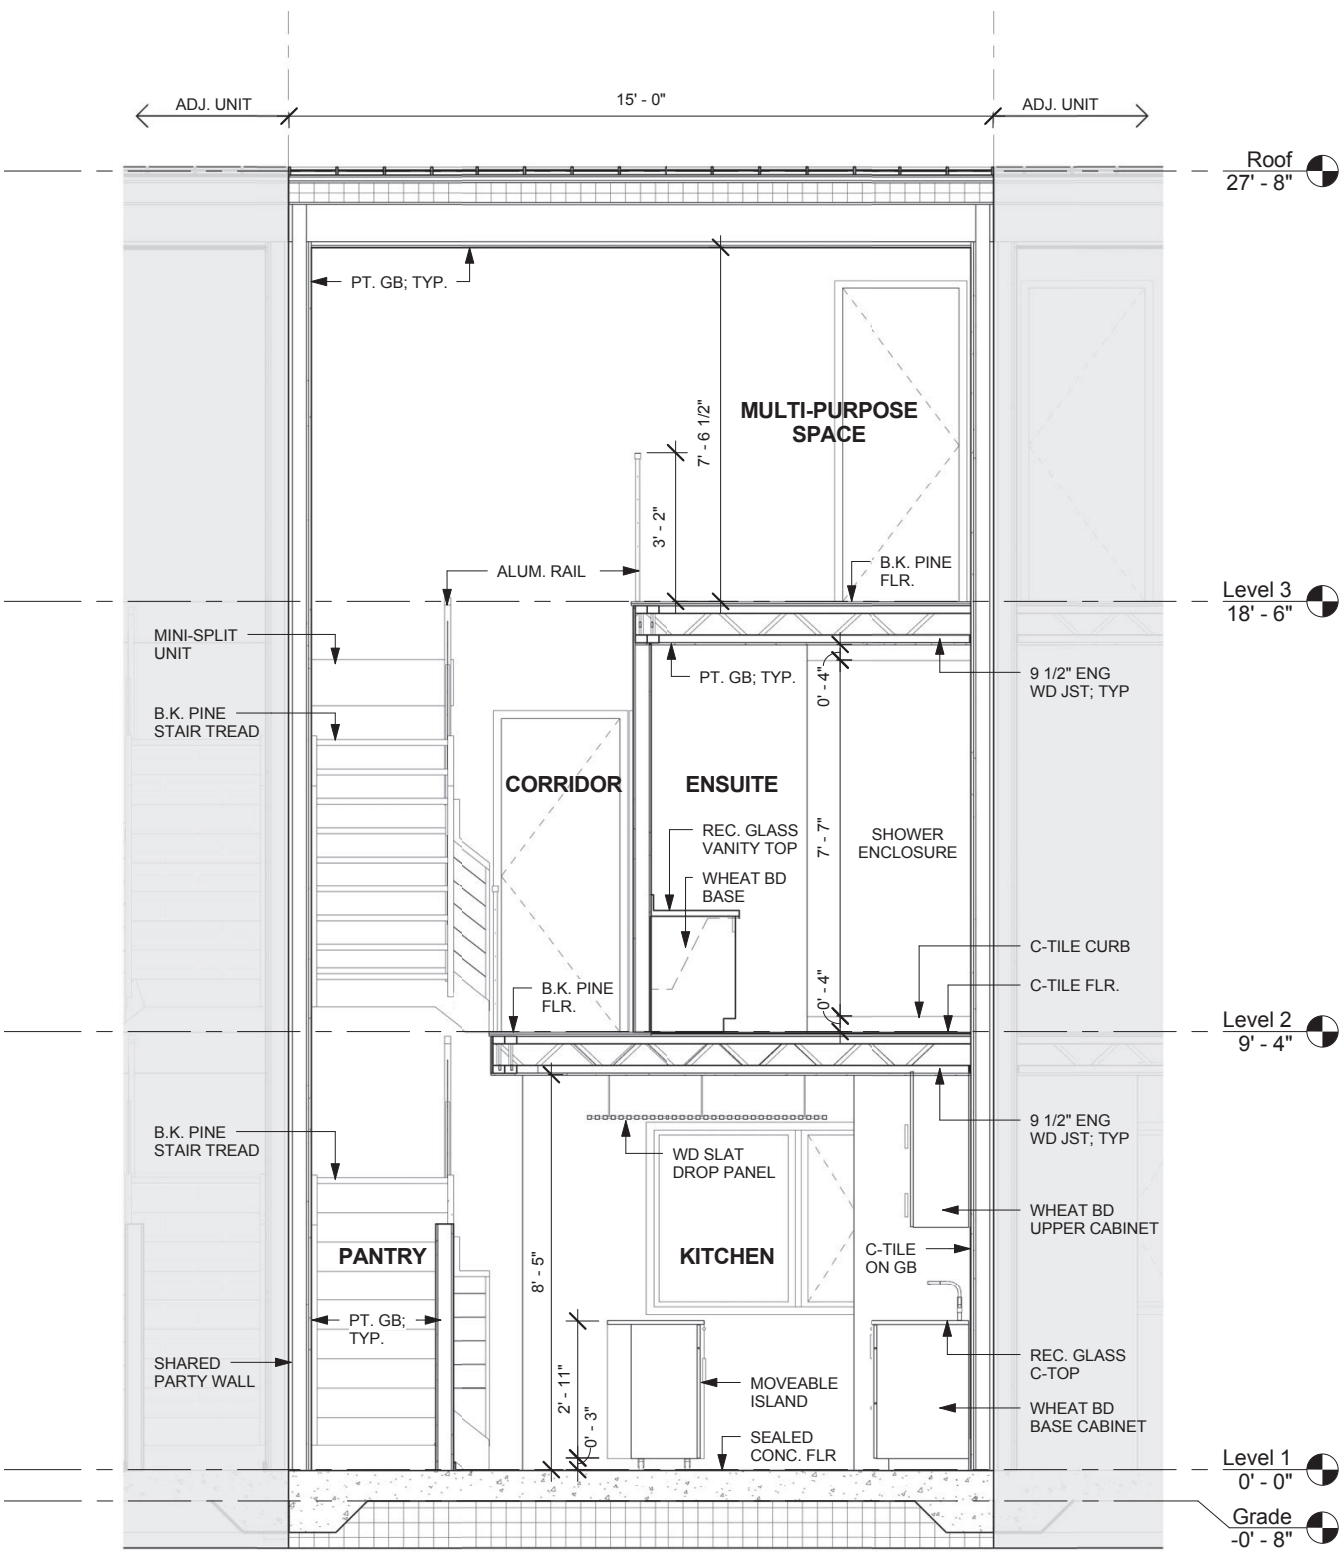 ADJ. UNIT
15' - 0"
ADJ. UNIT
Roof
27' - 8"
PT. GB; TYP.
7' - 6 1/2"
MULTI-PURPOSE
SPACE
3' - 2"
ALUM. RAIL
B.K. PINE
FLR.
Level 3
18' - 6"
MINI-SPLIT
UNIT
PT. GB; TYP.
0' - 4"
9 1/2" ENG
WD JST; TYP
B.K. PINE
STAIR TREAD
CORRIDOR
ENSUITE
REC. GLASS
VANITY TOP
7' - 7"
SHOWER
ENCLOSURE
WHEAT BD
BASE
C-TILE CURB
B.K. PINE
FLR.
0' - 4"
C-TILE FLR.
Level 2
9' - 4"
B.K. PINE
STAIR TREAD
WD SLAT
DROP PANEL
9 1/2" ENG
WD JST; TYP
WHEAT BD
UPPER CABINET
PANTRY
8' - 5"
KITCHEN
C-TILE
ON GB
PT. GB;
TYP.
SHARED
PARTY WALL
2' - 11"
0' - 3"
MOVEABLE
ISLAND
REC. GLASS
C-TOP
WHEAT BD
BASE CABINET
SEALED
CONC. FLR
Level 1
0' - 0"
Grade
-0' - 8"